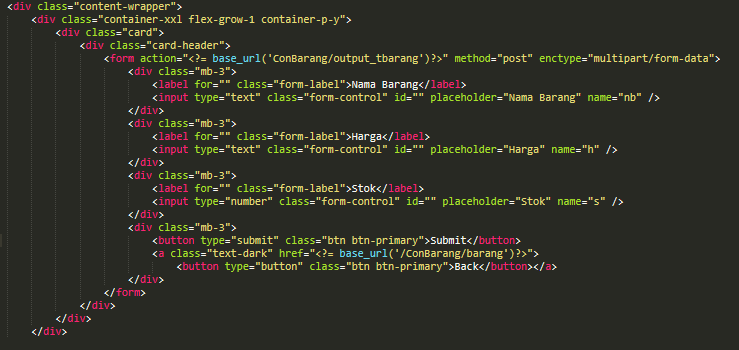 <div class="content-wrapper">
<div class="container-xxl flex-grow-1 container-p-y">
<div class="card">
<div class="card-header">
<form action="<?= base_url('ConBarang/output_tbarang')?>" method="post" enctype="multipart/form-data">
<div class="mb-3">
<label for="" class="form-label">Nama Barang</label>
<input type="text" class="form-control" id="" placeholder="Nama Barang" name="nb" />
</div>
<div class="mb-3">
<label for="" class="form-label">Harga</label>
<input type="text" class="form-control" id="" placeholder="Harga" name="h" />
</div>
<div class="mb-3">
<label for="" class="form-label">Stok</label>
<input type="number" class="form-control" id="" placeholder="Stok" name="s" />
</div>
<div class="mb-3">
<button type="submit" class="btn btn-primary">Submit</button>
<a class="text-dark" href="<?= base_url('/ConBarang/barang')?>">
<button type="button" class="btn btn-primary">Back</button></a>
</div>
</form>
</div>
</div>
</div>